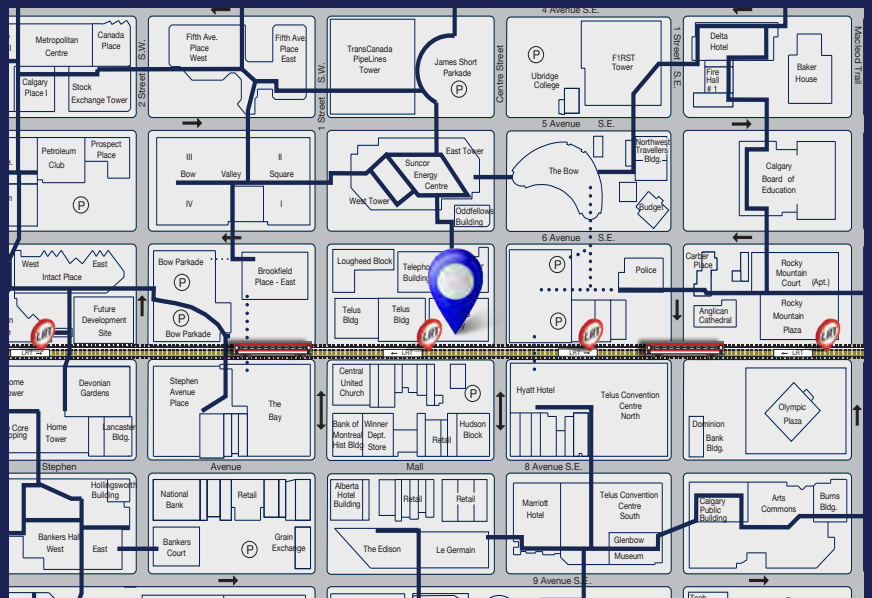 4 Avenue S.E.
Metropolitan
Centre
Canada
Place
Calgary
Place I
Stock
Exchange Tower
2 Street S.W.
Fifth Ave.
Place
West
Fifth Ave.
Place
East
1 Street S.W.
TransCanada
PipeLines
Tower
James Short
Parkade
P
Centre Street
P
Ubridge
College
F1RST
Tower
1 Street S.E.
Delta
Hotel
Fire
Hall
# 1
Baker
House
Macleod Trail
5 Avenue S.E.
Petroleum
Club
Prospect
Place
P
III
II
Bow Valley Square
IV
I
East Tower
Suncor
Energy
Centre
West Tower
Oddfellows
Building
The Bow
Northwest
Travellers
Bldg.
Budget
Calgary
Board of
Education
6 Avenue S.E.
West
East
Intact Place
Future
Development
Site
Bow Parkade
P
P
Bow Parkade
Brookfield
Place - East
Lougheed Block
Building
Telus
Bldg
Telus
Bldg
P
P
Police
Carber
Place
Anglican
Cathedral
Rocky
Mountain
Court (Apt.)
Rocky
Mountain
Plaza
LRT
LRT
LRT
LRT
LRT →
← LRT
LRT →
← LRT
Devonian
Gardens
Home
Tower
Lancaster
Bldg.
Stephen
Avenue
Place
The
Bay
Central
United
Church
P
Bank of
Montreal
Hist Bldg
Winner
Dept.
Store
Retail
Hudson
Block
Hyatt Hotel
Telus Convention
Centre
North
Dominion
Bank
Bldg.
Olympic
Plaza
Stephen Avenue Mall 8 Avenue S.E.
Hollingsworth
Building
Bankers Hall
West
East
National
Bank
Retail
Bankers
Court
P
Grain
Exchange
Alberta
Hotel
Building
Retail
Retail
The Edison
Le Germain
Marriott
Hotel
Telus Convention
Centre
South
Glenbow
Museum
Calgary
Public
Building
Arts
Commons
Burns
Bldg.
9 Avenue S.E.